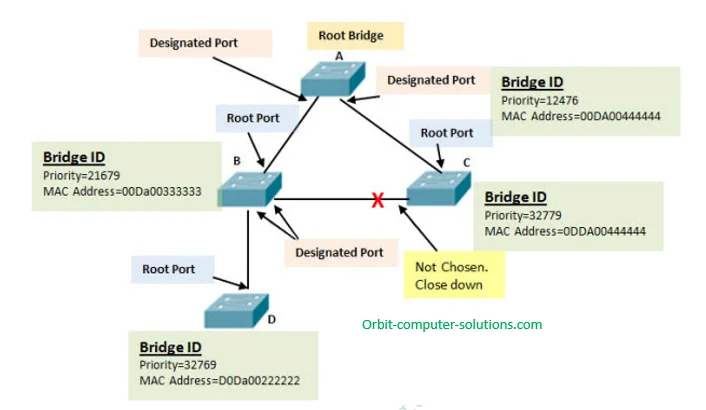 Root Bridge
Designated Port
A
Designated Port
Bridge ID
Priority=12476
MAC Address=00DA00444444
Root Port
Root Port
Bridge ID
Priority=21679
MAC Address=00Da00333333
B
C
Bridge ID
Priority=32779
MAC Address=0DDA00444444
X
Designated Port
Not Chosen.
Close down
Root Port
D
Orbit-computer-solutions.com
Bridge ID
Priority=32769
MAC Address=D0Da00222222